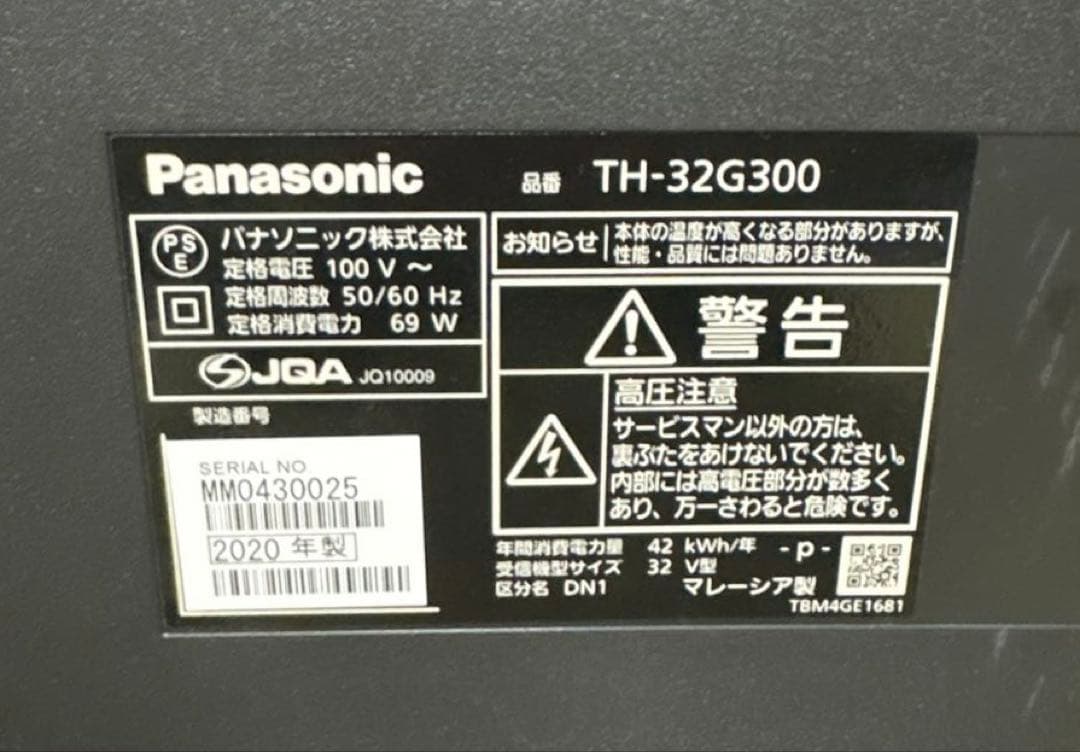 Panasonic
品番 TH-32G300
PS
E
パナソニック株式会社
定格電圧 100 V ～
定格周波数 50/60 Hz
定格消費電力 69 W
JQA JQ10009
製造番号
SERIAL NO
MM0430025
2020 年製
お知らせ
本体の温度が高くなる部分がありますが、
性能・品質には問題ありません。
警告
高圧注意
サービスマン以外の方は、
裏ぶたをあけないでください。
内部には高電圧部分が数多く
あり、万一さわると危険です。
年間消費電力量 42 kWh/年 -p-
受信機型サイズ 32 V型
区分名 DN1 マレーシア製
TBM4GE1681